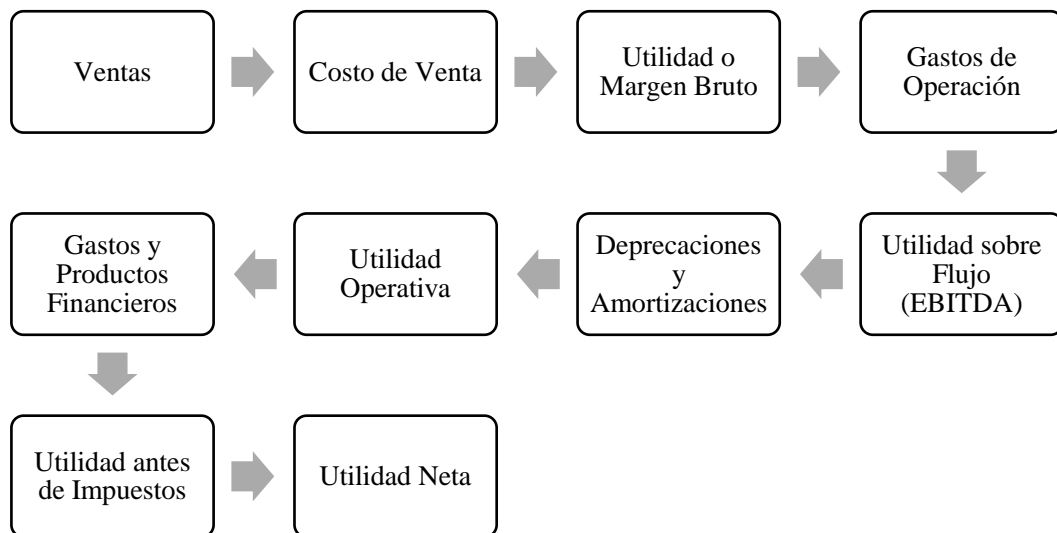 Ventas
Costo de Venta
Utilidad o
Margen Bruto
Gastos de
Operación
Utilidad sobre
Flujo
(EBITDA)
Deprecaciones
y
Amortizaciones
Utilidad
Operativa
Gastos y
Productos
Financieros
Utilidad antes
de Impuestos
Utilidad Neta